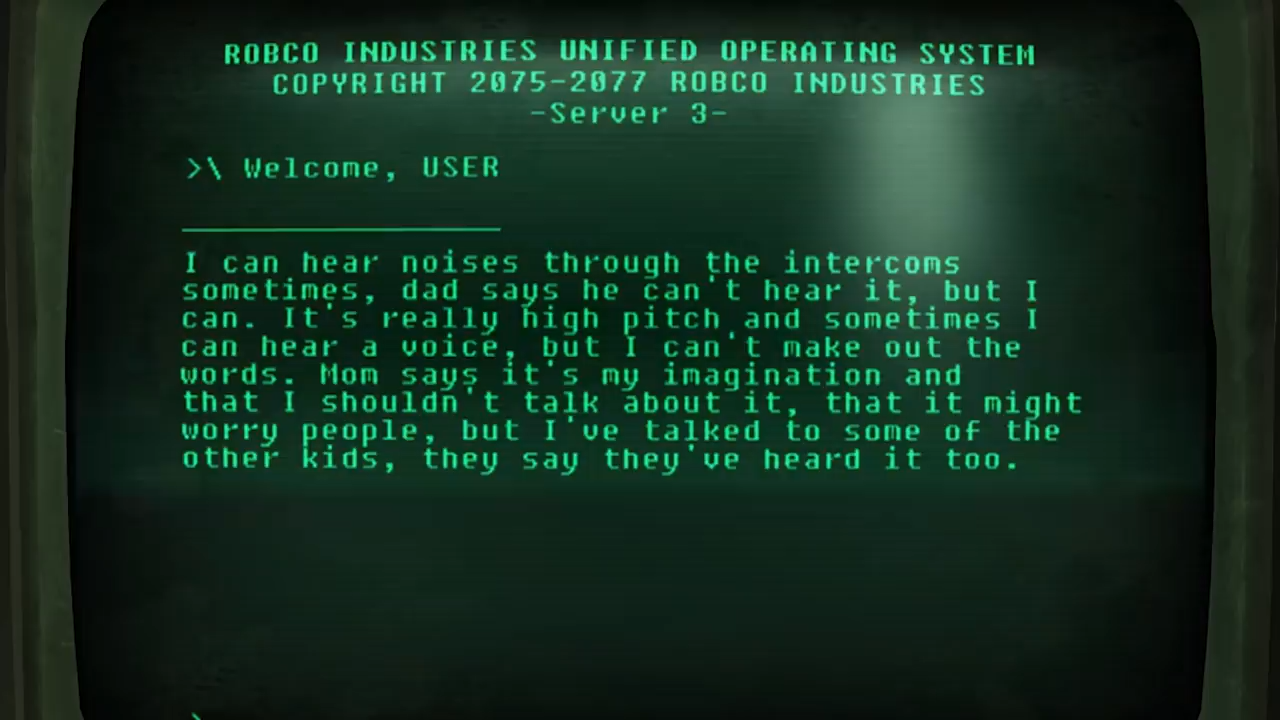 ROBCO INDUSTRIES UNIFIED OPERATING SYSTEM
COPYRIGHT 2075-2077 ROBCO INDUSTRIES
-Server 3-
>\ Welcome, USER
I can hear noises through the intercoms
sometimes, dad says he can't hear it, but I
can. It's really high pitch and sometimes I
can hear a voice, but I can't make out the
words. Mom says it's my imagination and
that I shouldn't talk about it, that it might
worry people, but I've talked to some of the
other kids, they say they've heard it too.
>